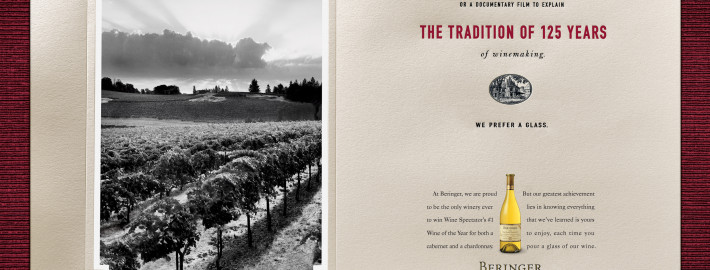 OR A DOCUMENTARY FILM TO EXPLAIN
THE TRADITION OF 125 YEARS
of winemaking.
WE PREFER A GLASS.
At Beringer, we are proud
to be the only winery ever
to win Wine Spectator's #1
Wine of the Year for both a
cabernet and a chardonnay.
But our greatest achievement
lies in knowing everything
that we've learned is yours
to enjoy, each time you
pour a glass of our wine.
BERINGER